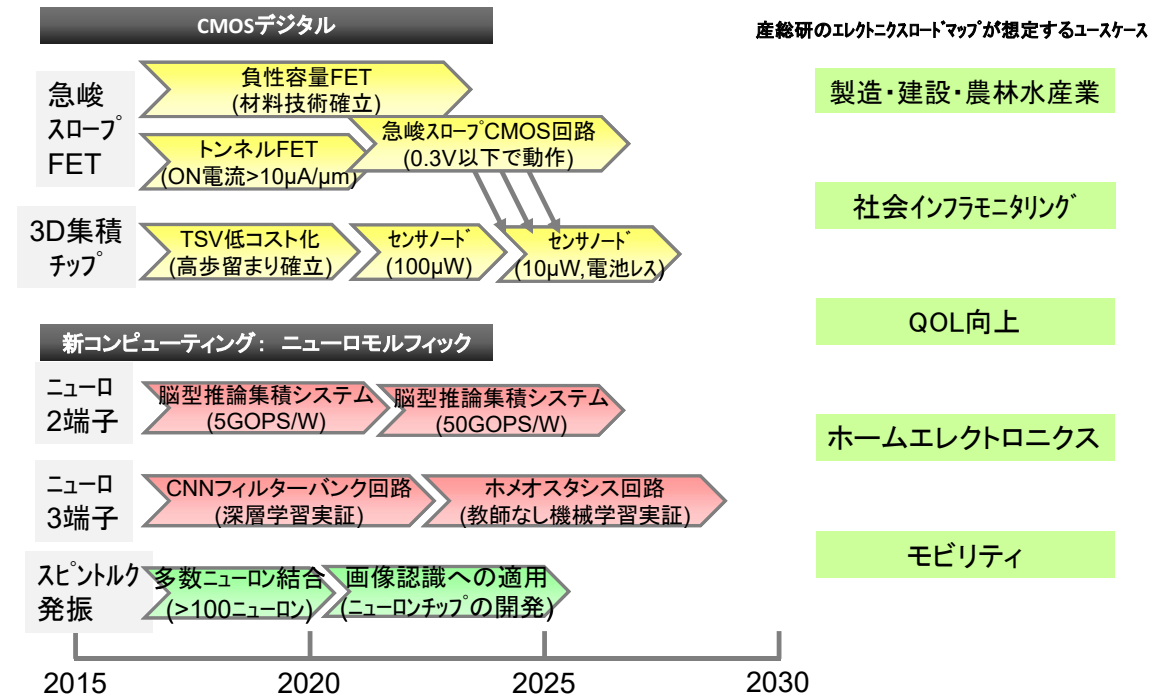 CMOSデジタル
産総研のエレクトニクスロードマップが想定するユースケース
急峻
スロープ
FET
負性容量FET
(材料技術確立)
トンネルFET
(ON電流>10μA/μm)
急峻スロープCMOS回路
(0.3V以下で動作)
3D集積
チップ
TSV低コスト化
(高歩留まり確立)
センサノード
(100μW)
センサノード
(10μW,電池レス)
新コンピューティング: ニューロモルフィック
ニューロ
2端子
脳型推論集積システム
(5GOPS/W)
脳型推論集積システム
(50GOPS/W)
ニューロ
3端子
CNNフィルターバンク回路
(深層学習実証)
ホメオスタシス回路
(教師なし機械学習実証)
スピントルク
発振
多数ニューロン結合
(>100ニューロン)
画像認識への適用
(ニューロンチップの開発)
2015
2020
2025
2030
製造・建設・農林水産業
社会インフラモニタリング
QOL向上
ホームエレクトロニクス
モビリティ